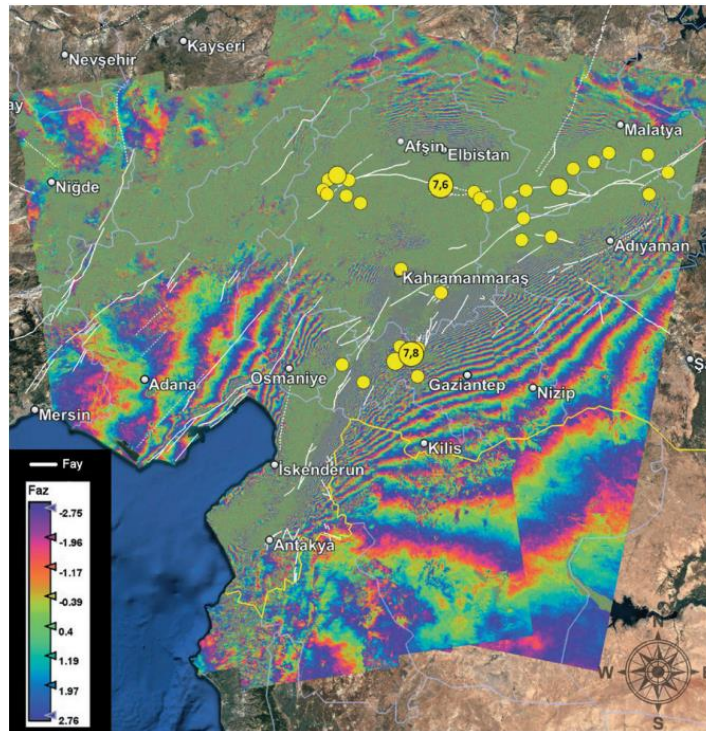 Kayseri
Nevşehir
ay
Malatya
Afşin
Elbistan
Niğde
7,6
Adıyaman
Kahramanmaraş
7,8
Ş
Osmaniye
Adana
Gaziantep
Nizip
Mersin
Kilis
Fay
İskenderun
Faz
-2.75
-1.96
-1.17
-0.39
0.4
1.19
1.97
2.76
Antakya
N
W
E
S